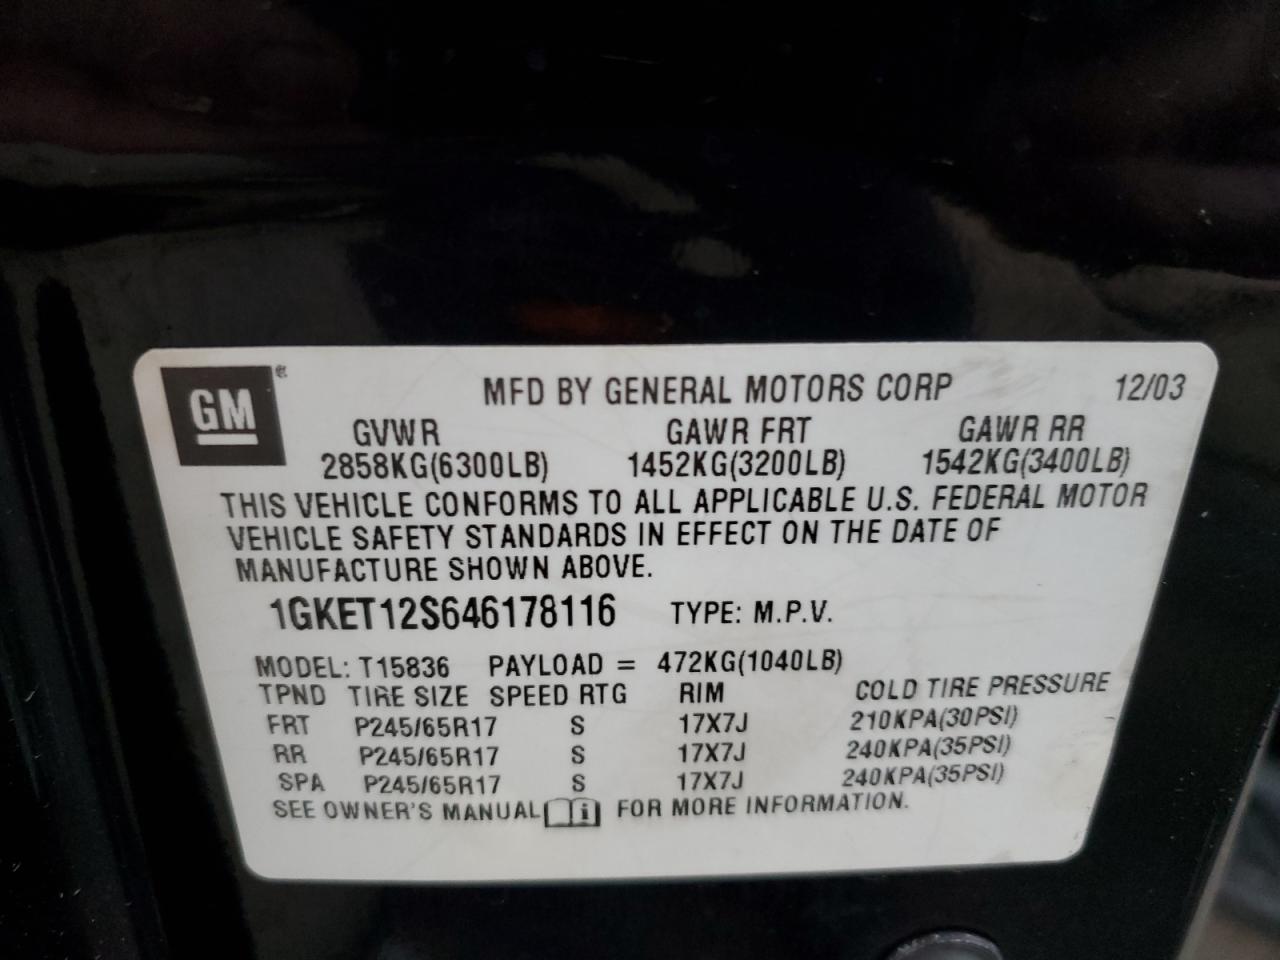 GM®
MFD BY GENERAL MOTORS CORP 12/03
GVWR GAWR FRT GAWR RR
2858KG(6300LB) 1452KG(3200LB) 1542KG(3400LB)
THIS VEHICLE CONFORMS TO ALL APPLICABLE U.S. FEDERAL MOTOR
VEHICLE SAFETY STANDARDS IN EFFECT ON THE DATE OF
MANUFACTURE SHOWN ABOVE.
1GKET12S646178116 TYPE: M.P.V.
MODEL: T15836 PAYLOAD = 472KG(1040LB)
TPND TIRE SIZE SPEED RTG RIM COLD TIRE PRESSURE
FRT P245/65R17 S 17X7J 210KPA(30PSI)
RR P245/65R17 S 17X7J 240KPA(35PSI)
SPA P245/65R17 S 17X7J 240KPA(35PSI)
SEE OWNER'S MANUAL i FOR MORE INFORMATION.